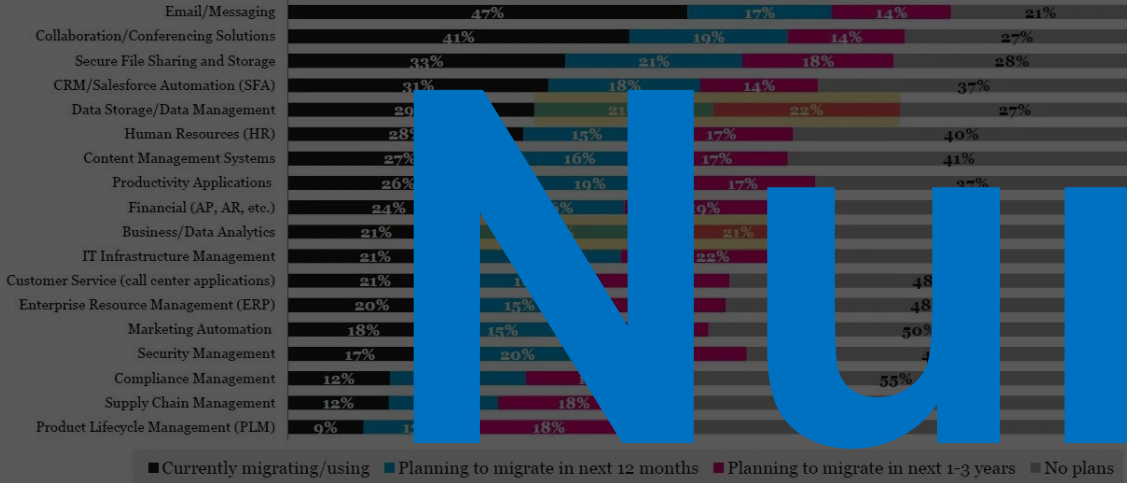 Email/Messaging 47% 17% 14% 21%
Collaboration/Conferencing Solutions 41% 19% 14% 27%
Secure File Sharing and Storage 33% 21% 18% 28%
CRM/Salesforce Automation (SFA) 31% 18% 14% 37%
Data Storage/Data Management 22% 27%
Human Resources (HR) 28% 15% 17% 40%
Content Management Systems 27% 16% 17% 41%
Productivity Applications 26% 19% 17% 37%
Financial (AP, AR, etc.) 24%
Business/Data Analytics 21% 21%
IT Infrastructure Management 21% 22%
Customer Service (call center applications) 21%
Enterprise Resource Management (ERP) 20% 15%
Marketing Automation 18% 15% 50%
Security Management 17% 20%
Compliance Management 12% 55%
Supply Chain Management 12% 18%
Product Lifecycle Management (PLM) 9% 18%
Currently migrating/using Planning to migrate in next 12 months Planning to migrate in next 1-3 years No plans